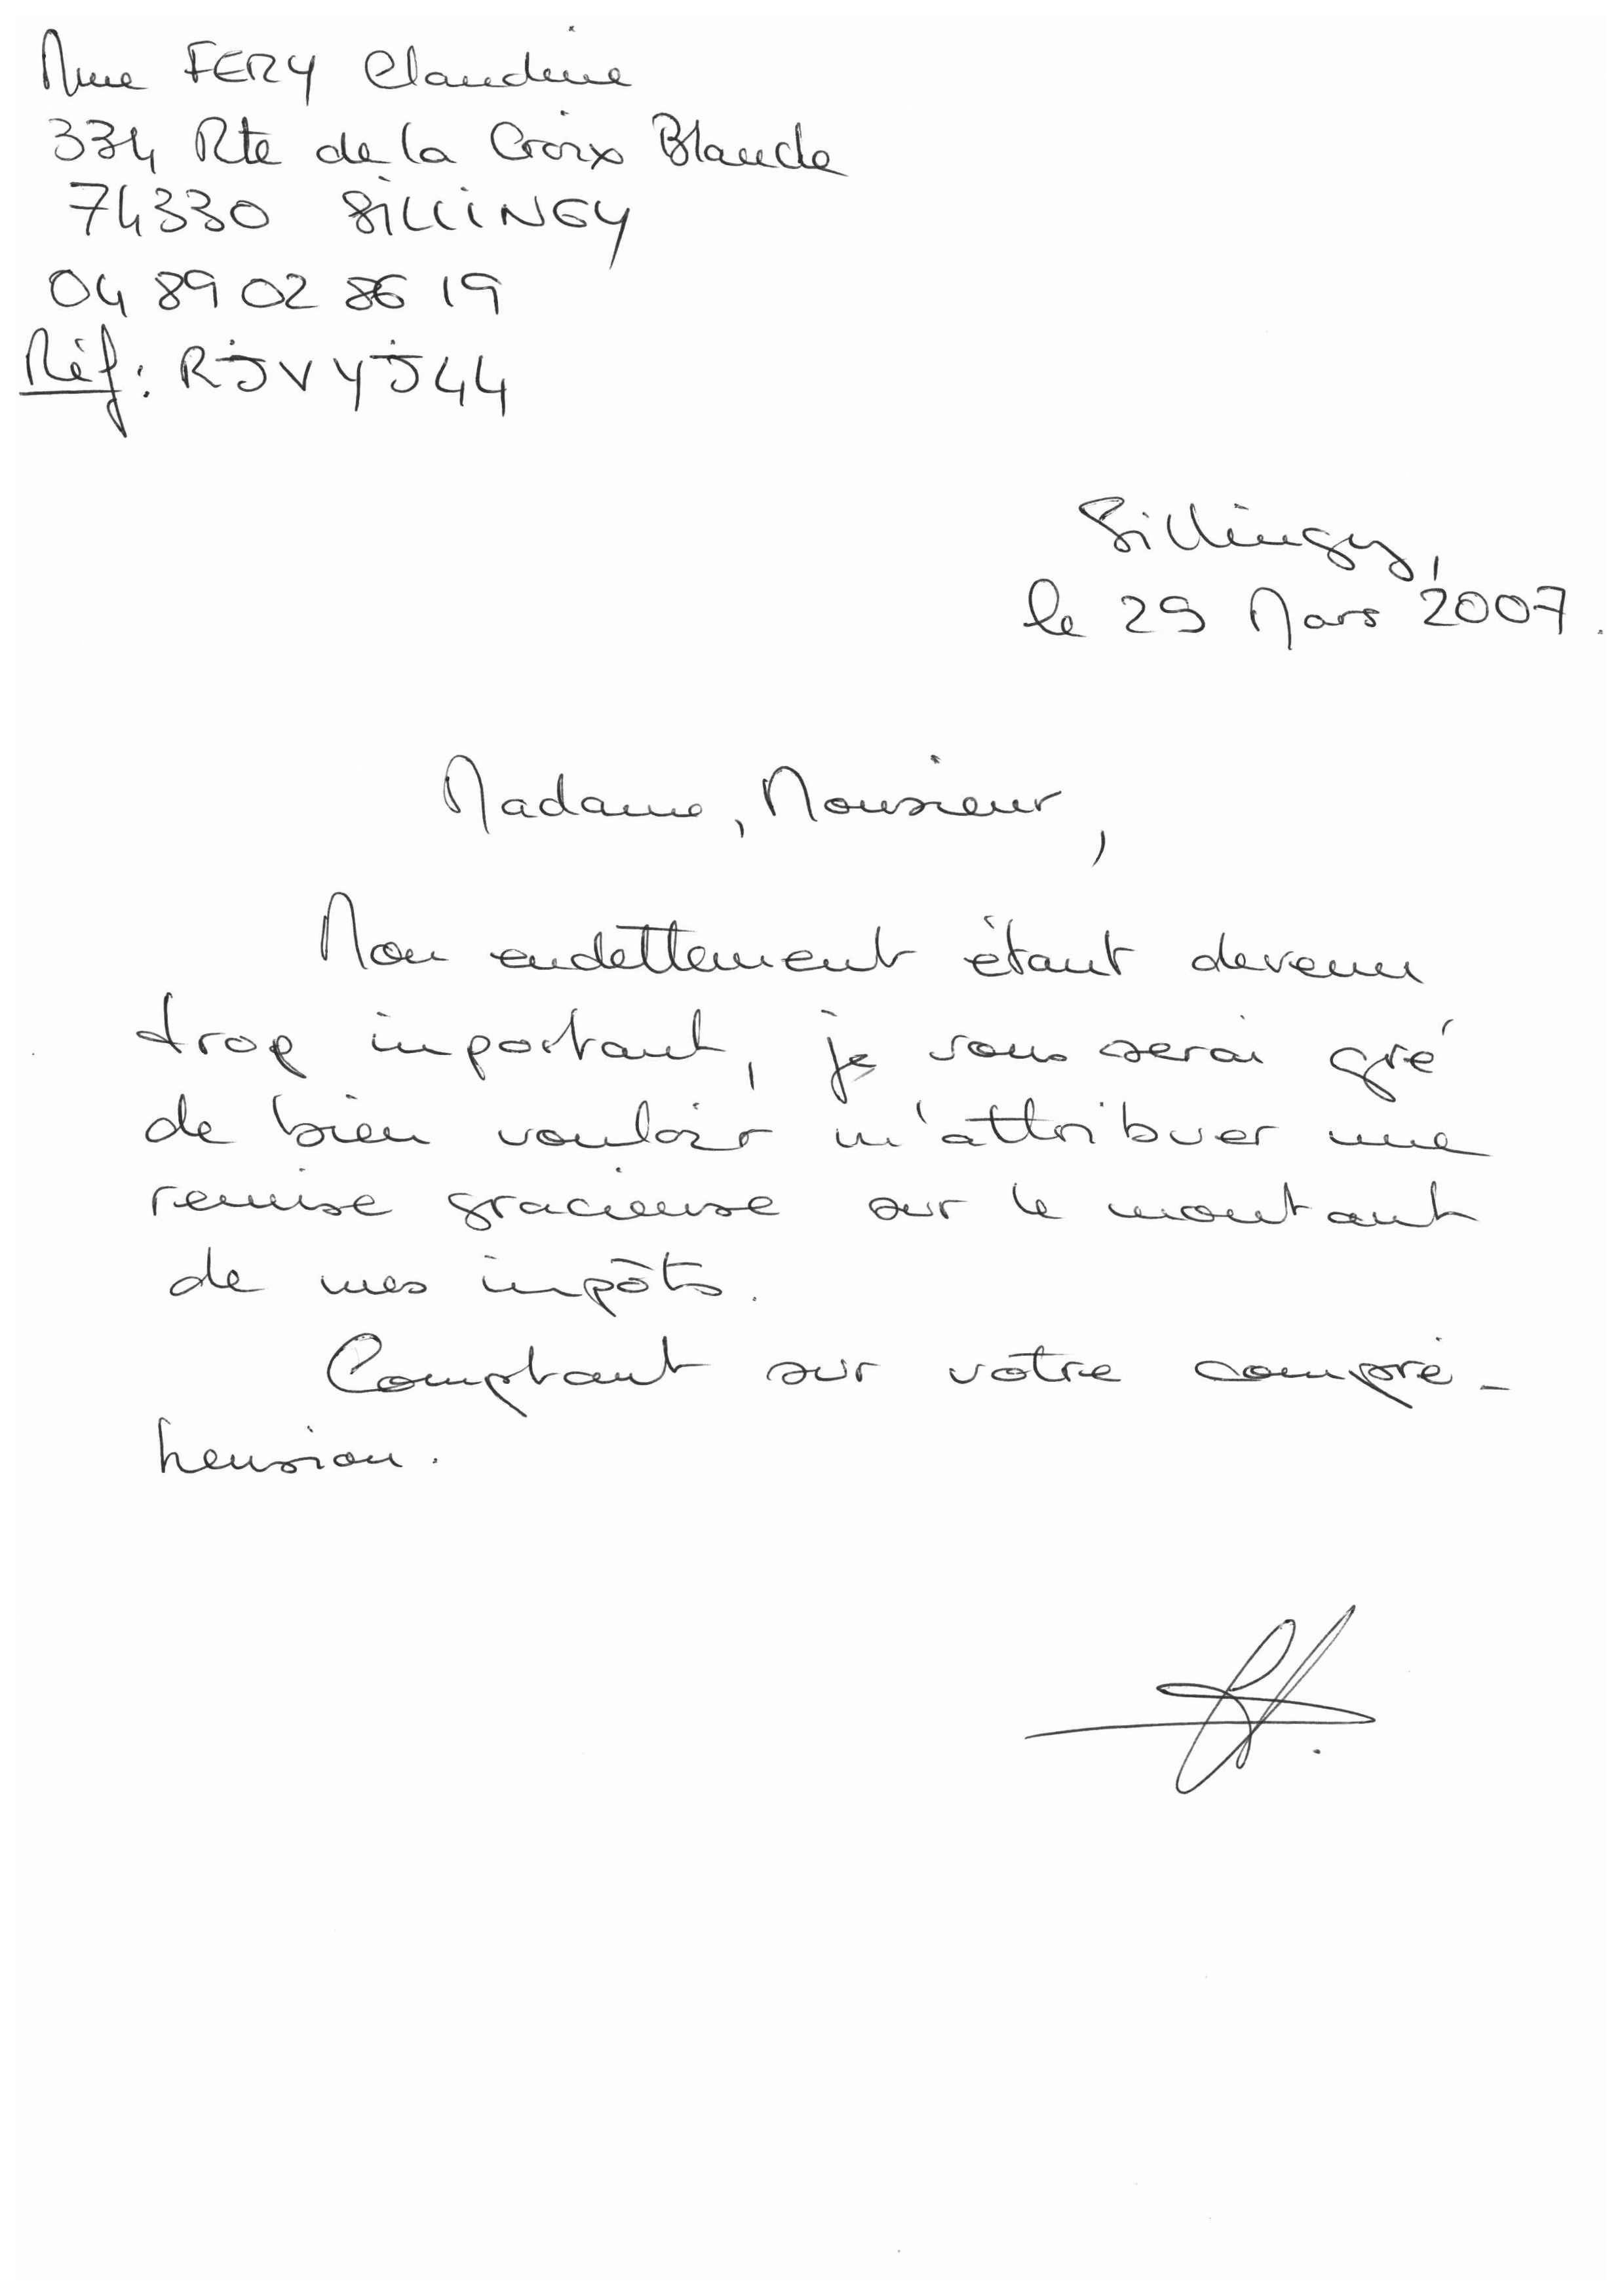 Mme FERY Claudine
334 Rte de la Croix Blanche
74330 SILLINGY
04 89 02 86 19
Réf : RJVYJ44
Sillingy,
le 29 Mars 2007.
Madame, Monsieur,
Mon endettement étant devenu
trop important, je vous serai gré
de bien vouloir m'attribuer une
remise gracieuse sur le montant
de mes impôts.
Comptant sur votre compré-
hension.